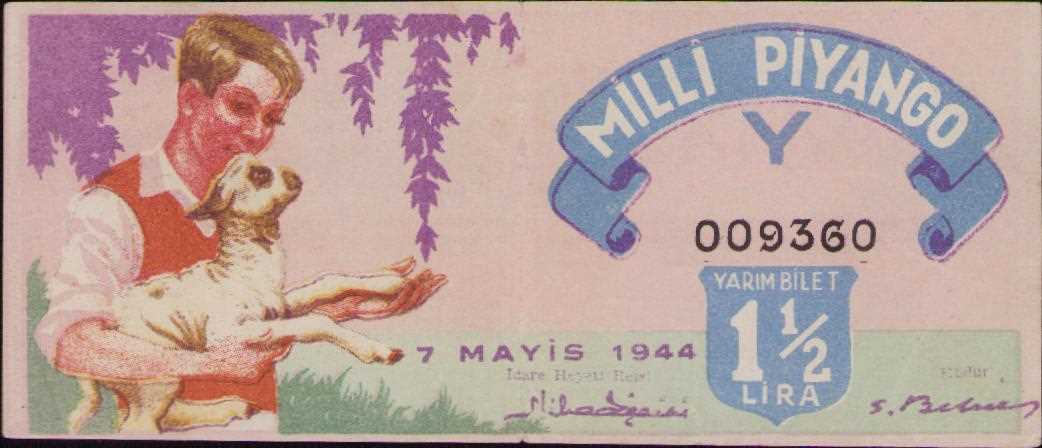 MİLLÎ PİYANGO
Y
009360
YARIM BİLET
1 1/2
LİRA
7 MAYİS 1944
İdare Heyeti Reisi
Müdür